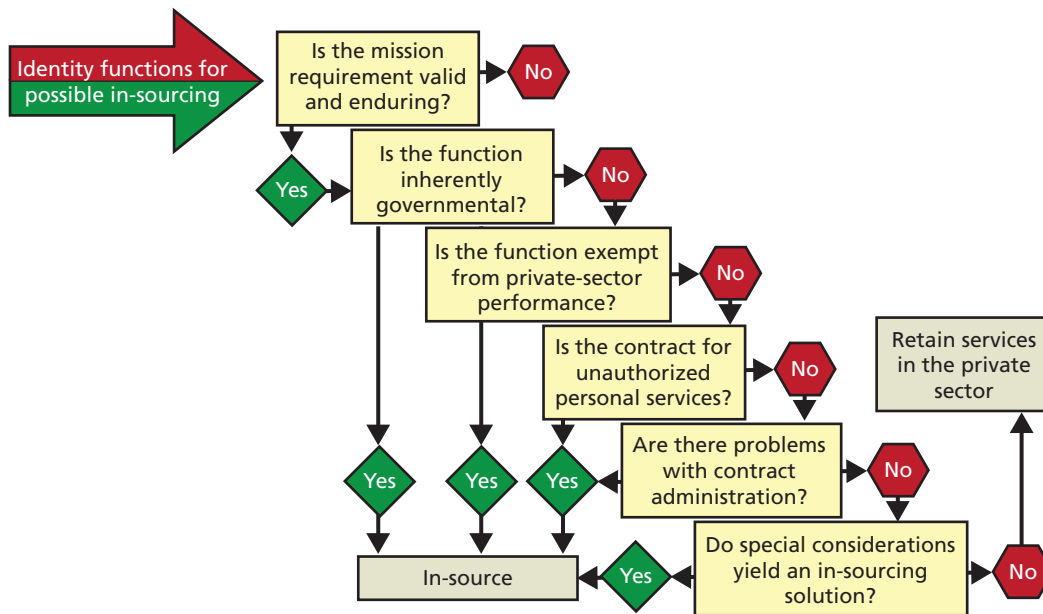 Identity functions for
possible in-sourcing
Is the mission
requirement valid
and enduring?
No
Yes
Is the function
inherently
governmental?
No
Is the function exempt
from private-sector
performance?
No
Is the contract for
unauthorized
personal services?
No
Retain services
in the private
sector
Are there problems
with contract
administration?
No
Yes
Yes
Yes
Do special considerations
yield an in-sourcing
solution?
No
Yes
In-source